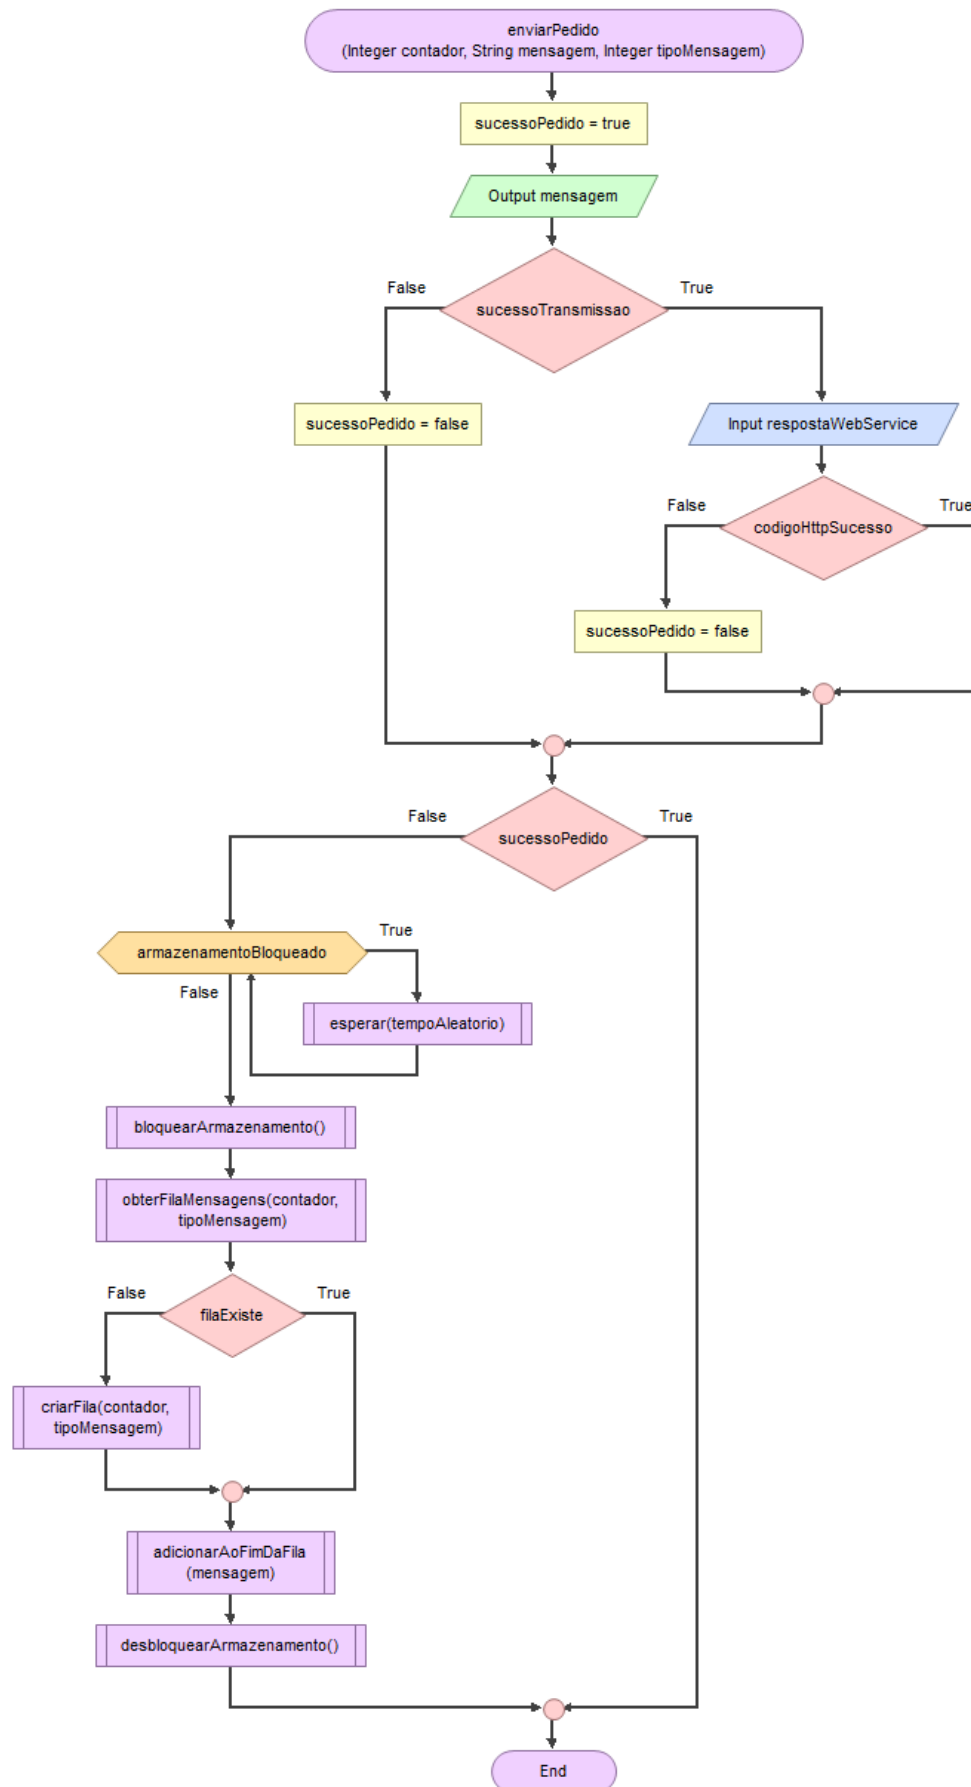 enviarPedido
(Integer contador, String mensagem, Integer tipoMensagem)
sucessoPedido = true
Output mensagem
False
True
sucessoTransmissao
sucessoPedido = false
Input respostaWebService
False
True
codigoHttpSucesso
sucessoPedido = false
False
True
sucessoPedido
True
armazenamentoBloqueado
False
esperar(tempoAleatorio)
bloquearArmazenamento()
obterFilaMensagens(contador,
tipoMensagem)
False
True
filaExiste
criarFila(contador,
tipoMensagem)
adicionarAoFimDaFila
(mensagem)
desbloquearArmazenamento()
End